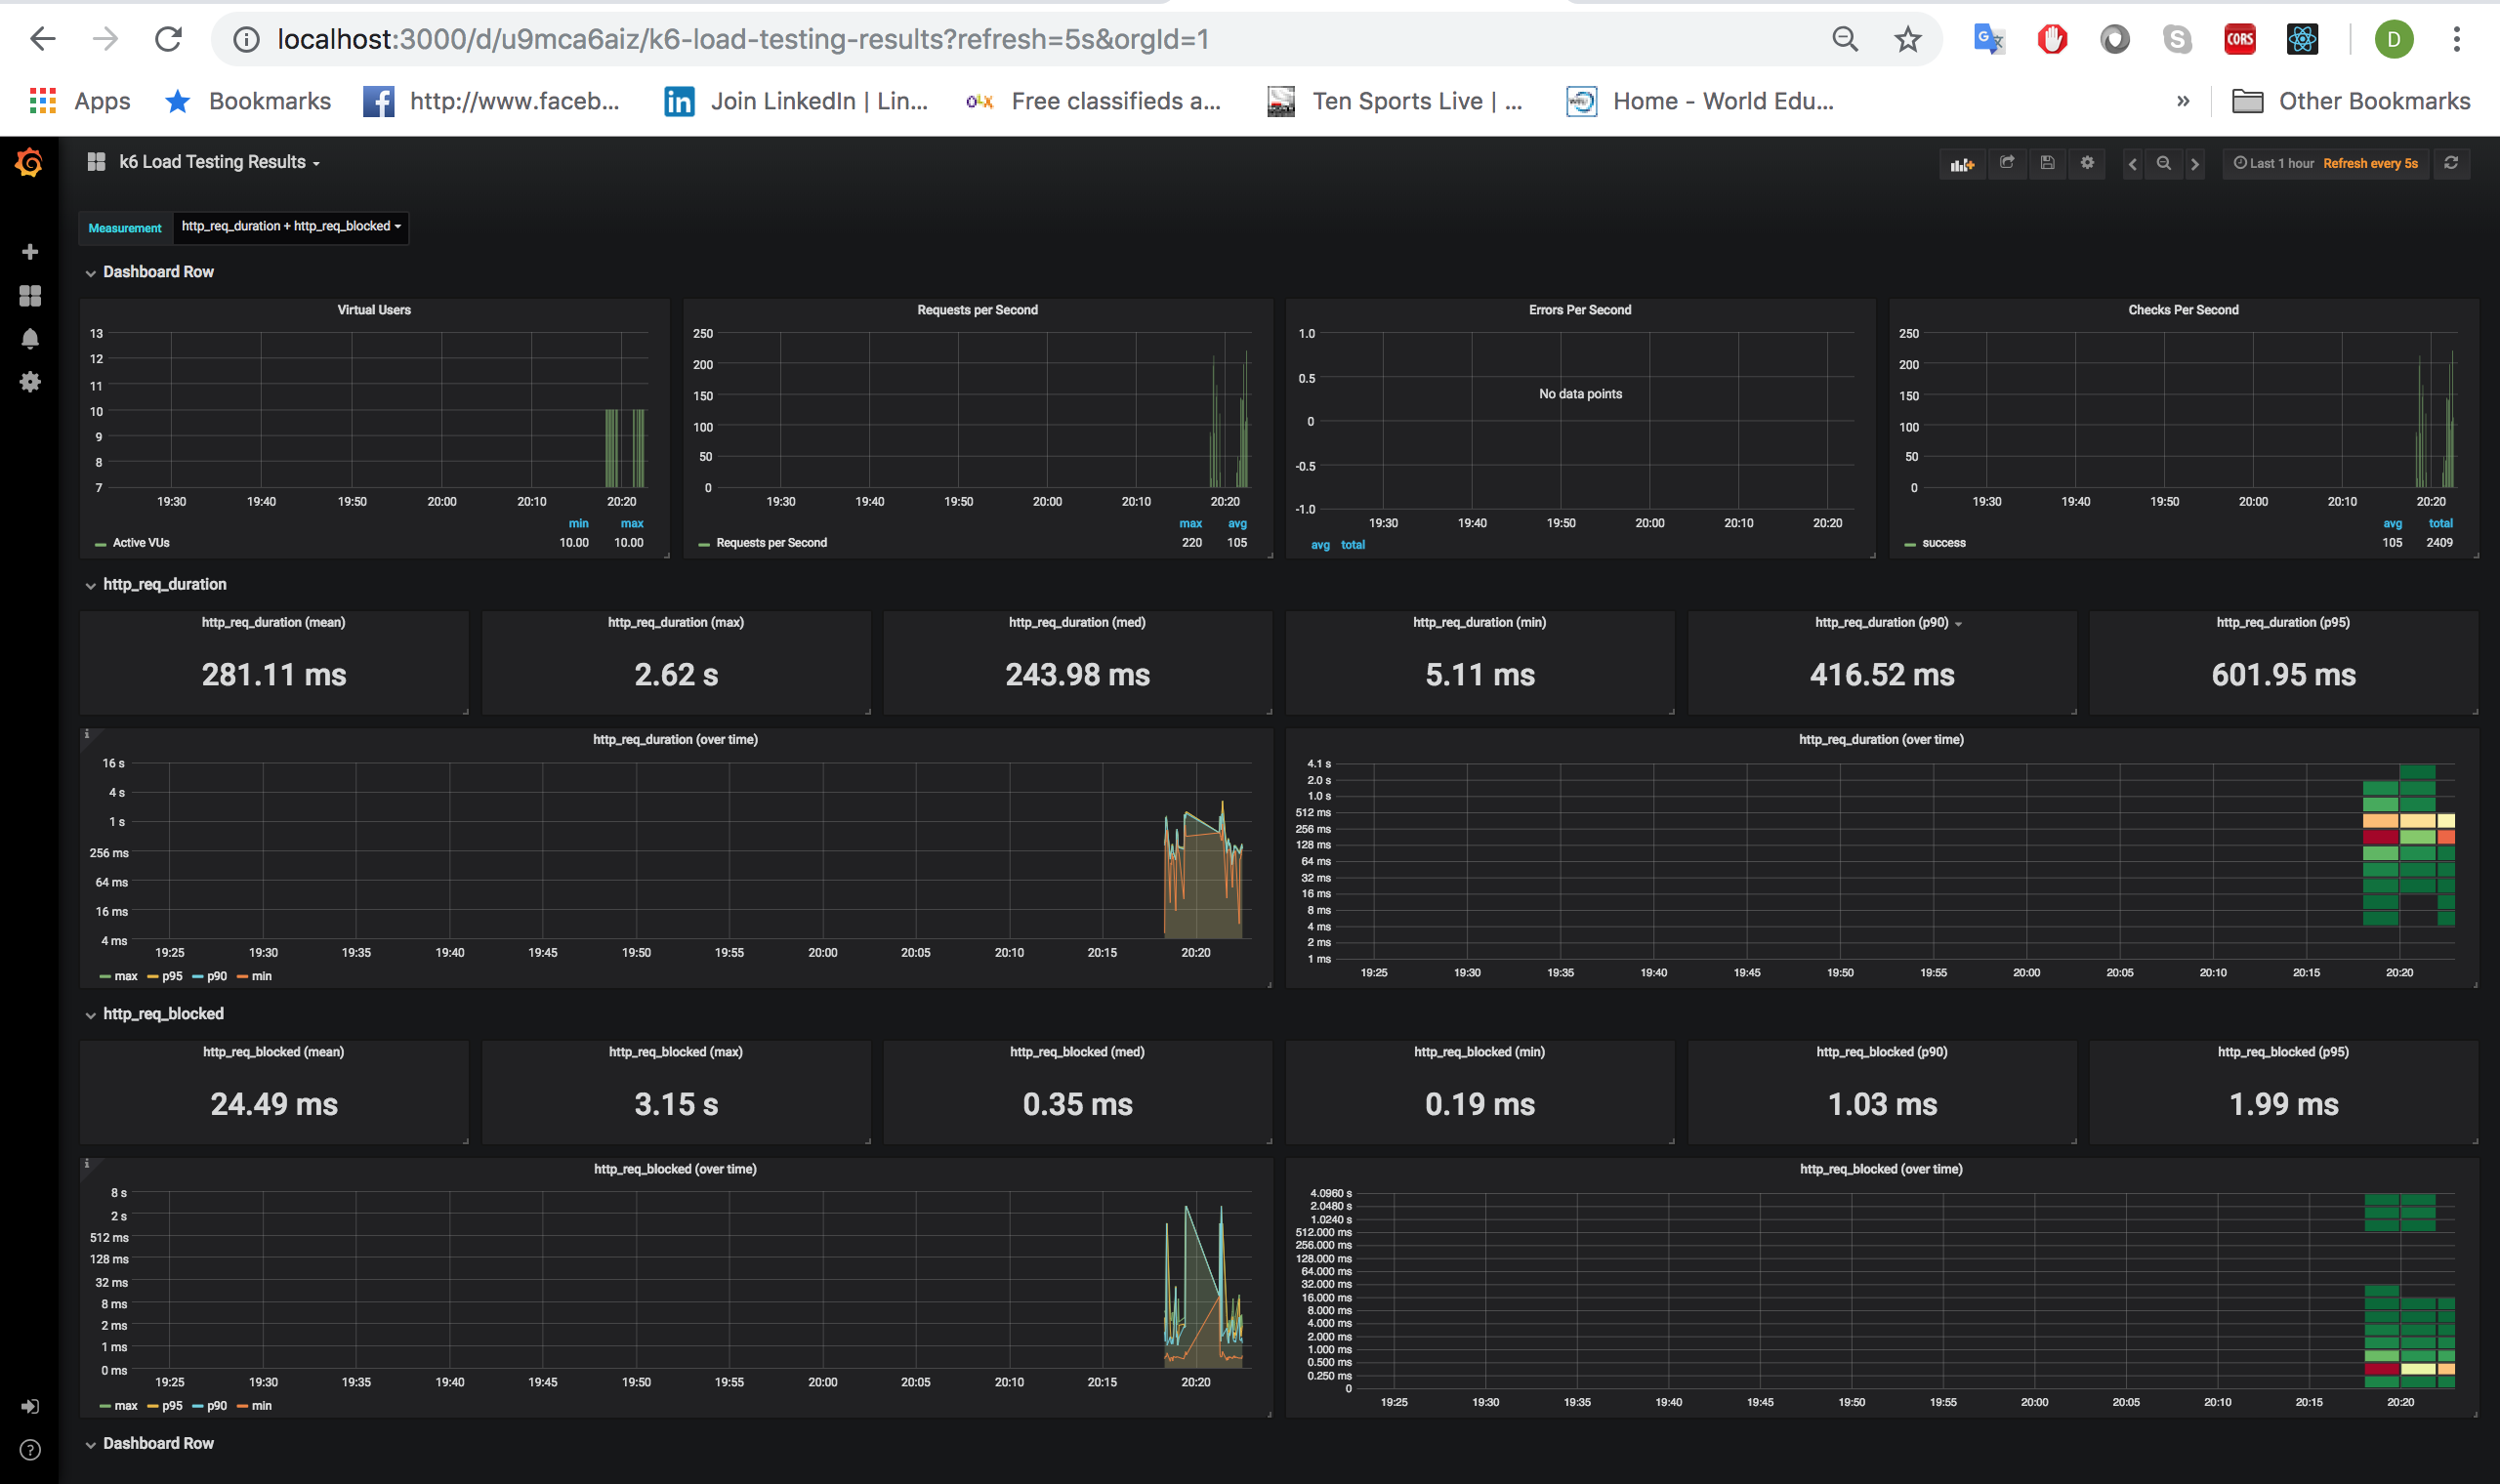 localhost:3000/d/u9mca6aiz/k6-load-testing-results?refresh=5s&orgId=1
G
S
CORS
D
Apps
Bookmarks
http://www.faceb...
Join LinkedIn | Lin...
Free classifieds a...
Ten Sports Live | ...
Home - World Edu...
»
Other Bookmarks
k6 Load Testing Results
Last 1 hour Refresh every 5s
Measurement http_req_duration + http_req_blocked
Dashboard Row
Virtual Users
13
12
11
10
9
8
7
19:30 19:40 19:50 20:00 20:10 20:20
min max
Active VUs 10.00 10.00
Requests per Second
250
200
150
100
50
0
19:30 19:40 19:50 20:00 20:10 20:20
max avg
Requests per Second 220 105
Errors Per Second
1.0
0.5
No data points
0
-0.5
-1.0
19:30 19:40 19:50 20:00 20:10 20:20
avg total
Checks Per Second
250
200
150
100
50
0
19:30 19:40 19:50 20:00 20:10 20:20
avg total
success 105 2409
http_req_duration
http_req_duration (mean)
281.11 ms
http_req_duration (max)
2.62 s
http_req_duration (med)
243.98 ms
http_req_duration (min)
5.11 ms
http_req_duration (p90)
416.52 ms
http_req_duration (p95)
601.95 ms
http_req_duration (over time)
16 s
4 s
1 s
256 ms
64 ms
16 ms
4 ms
19:25 19:30 19:35 19:40 19:45 19:50 19:55 20:00 20:05 20:10 20:15 20:20
max p95 p90 min
http_req_duration (over time)
4.1 s
2.0 s
1.0 s
512 ms
256 ms
128 ms
64 ms
32 ms
16 ms
8 ms
4 ms
2 ms
1 ms
19:25 19:30 19:35 19:40 19:45 19:50 19:55 20:00 20:05 20:10 20:15 20:20
http_req_blocked
http_req_blocked (mean)
24.49 ms
http_req_blocked (max)
3.15 s
http_req_blocked (med)
0.35 ms
http_req_blocked (min)
0.19 ms
http_req_blocked (p90)
1.03 ms
http_req_blocked (p95)
1.99 ms
http_req_blocked (over time)
8 s
2 s
512 ms
128 ms
32 ms
8 ms
2 ms
1 ms
0 ms
19:25 19:30 19:35 19:40 19:45 19:50 19:55 20:00 20:05 20:10 20:15 20:20
max p95 p90 min
http_req_blocked (over time)
4.0960 s
2.0480 s
1.0240 s
512.000 ms
256.000 ms
128.000 ms
64.000 ms
32.000 ms
16.000 ms
8.000 ms
4.000 ms
2.000 ms
1.000 ms
0.500 ms
0.250 ms
0
19:25 19:30 19:35 19:40 19:45 19:50 19:55 20:00 20:05 20:10 20:15 20:20
Dashboard Row